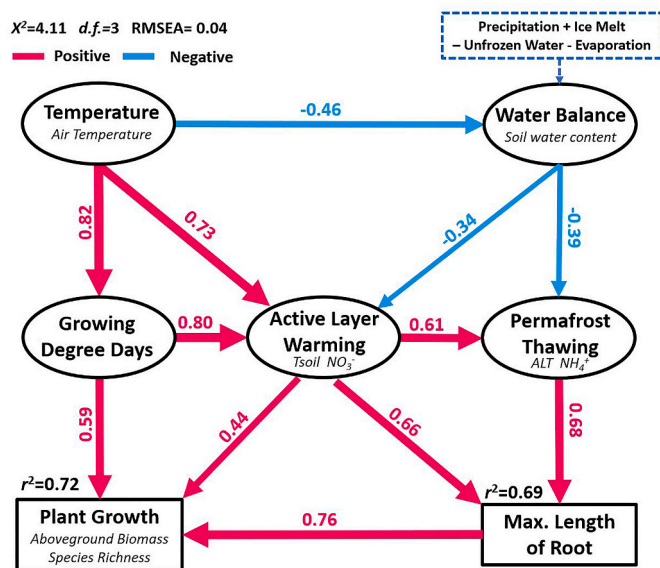 X²=4.11 d.f.=3 RMSEA= 0.04
Positive Negative
Precipitation + Ice Melt
– Unfrozen Water - Evaporation
Temperature
Air Temperature
-0.46
Water Balance
Soil water content
0.82
0.73
-0.34
-0.39
Growing
Degree Days
0.80
Active Layer
Warming
Tsoil NO₃⁻
0.61
Permafrost
Thawing
ALT NH₄⁺
0.59
0.44
0.66
0.68
r²=0.72
Plant Growth
Aboveground Biomass
Species Richness
0.76
r²=0.69
Max. Length
of Root